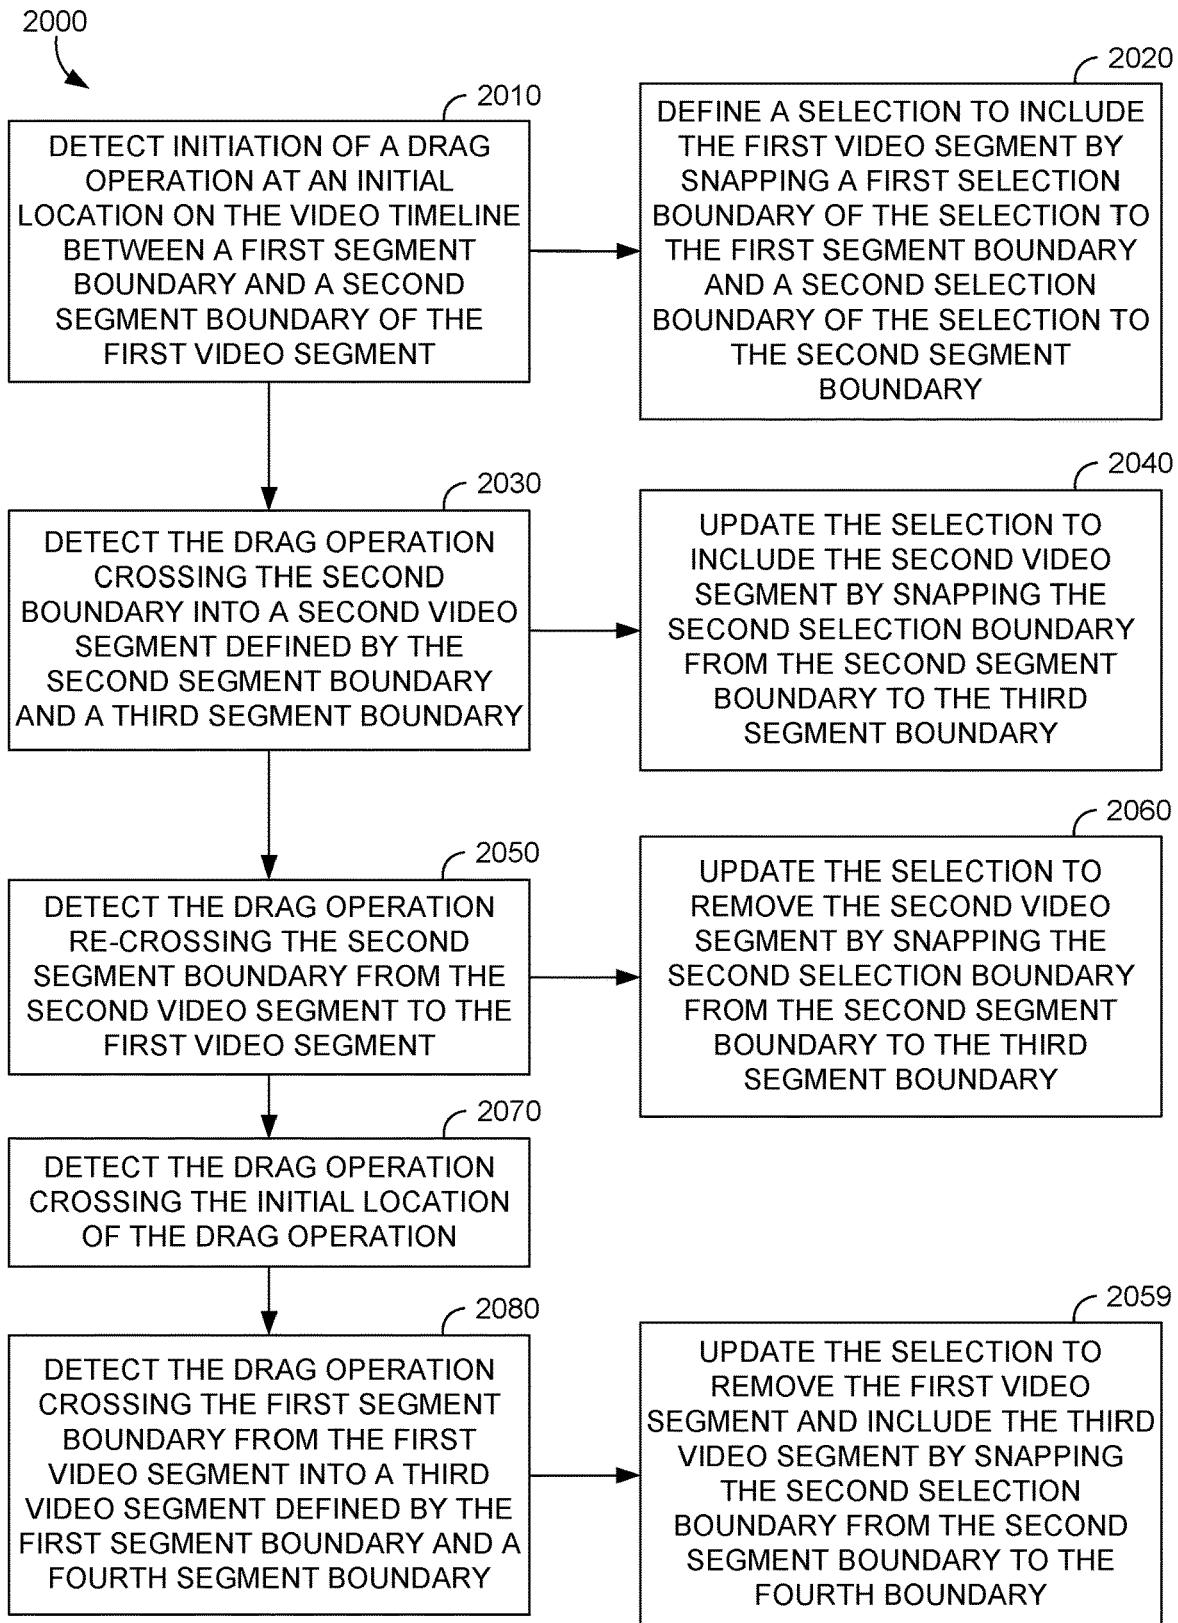 2000
2010
DETECT INITIATION OF A DRAG
OPERATION AT AN INITIAL
LOCATION ON THE VIDEO TIMELINE
BETWEEN A FIRST SEGMENT
BOUNDARY AND A SECOND
SEGMENT BOUNDARY OF THE
FIRST VIDEO SEGMENT
2020
DEFINE A SELECTION TO INCLUDE
THE FIRST VIDEO SEGMENT BY
SNAPPING A FIRST SELECTION
BOUNDARY OF THE SELECTION TO
THE FIRST SEGMENT BOUNDARY
AND A SECOND SELECTION
BOUNDARY OF THE SELECTION TO
THE SECOND SEGMENT
BOUNDARY
2030
DETECT THE DRAG OPERATION
CROSSING THE SECOND
BOUNDARY INTO A SECOND VIDEO
SEGMENT DEFINED BY THE
SECOND SEGMENT BOUNDARY
AND A THIRD SEGMENT BOUNDARY
2040
UPDATE THE SELECTION TO
INCLUDE THE SECOND VIDEO
SEGMENT BY SNAPPING THE
SECOND SELECTION BOUNDARY
FROM THE SECOND SEGMENT
BOUNDARY TO THE THIRD
SEGMENT BOUNDARY
2050
DETECT THE DRAG OPERATION
RE-CROSSING THE SECOND
SEGMENT BOUNDARY FROM THE
SECOND VIDEO SEGMENT TO THE
FIRST VIDEO SEGMENT
2060
UPDATE THE SELECTION TO
REMOVE THE SECOND VIDEO
SEGMENT BY SNAPPING THE
SECOND SELECTION BOUNDARY
FROM THE SECOND SEGMENT
BOUNDARY TO THE THIRD
SEGMENT BOUNDARY
2070
DETECT THE DRAG OPERATION
CROSSING THE INITIAL LOCATION
OF THE DRAG OPERATION
2080
DETECT THE DRAG OPERATION
CROSSING THE FIRST SEGMENT
BOUNDARY FROM THE FIRST
VIDEO SEGMENT INTO A THIRD
VIDEO SEGMENT DEFINED BY THE
FIRST SEGMENT BOUNDARY AND A
FOURTH SEGMENT BOUNDARY
2059
UPDATE THE SELECTION TO
REMOVE THE FIRST VIDEO
SEGMENT AND INCLUDE THE THIRD
VIDEO SEGMENT BY SNAPPING
THE SECOND SELECTION
BOUNDARY FROM THE SECOND
SEGMENT BOUNDARY TO THE
FOURTH BOUNDARY